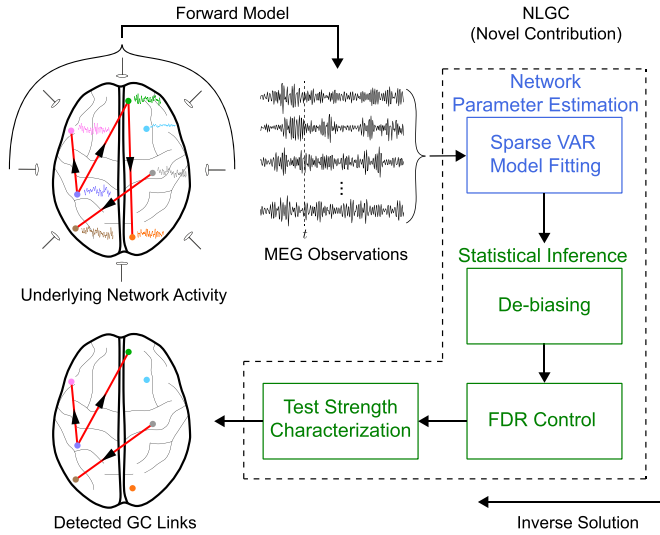 Forward Model
NLGC
(Novel Contribution)
Network
Parameter Estimation
Sparse VAR
Model Fitting
t
MEG Observations
Underlying Network Activity
Statistical Inference
De-biasing
FDR Control
Test Strength
Characterization
Detected GC Links
Inverse Solution